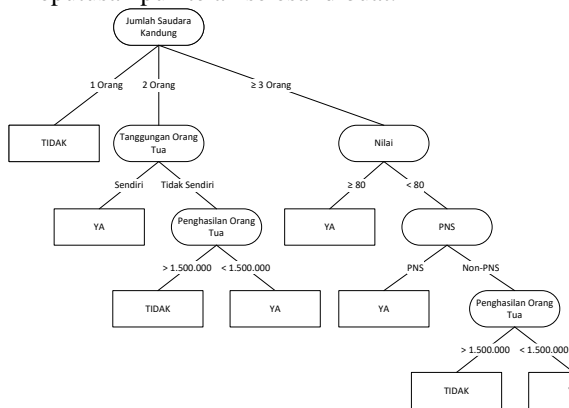 Jumlah Saudara
Kandung
1 Orang
2 Orang
≥ 3 Orang
TIDAK
Tanggungan Orang
Tua
Nilai
Sendiri
Tidak Sendiri
≥ 80
< 80
YA
Penghasilan Orang
Tua
YA
PNS
> 1.500.000
< 1.500.000
PNS
Non-PNS
TIDAK
YA
YA
Penghasilan Orang
Tua
> 1.500.000
< 1.500.000
TIDAK